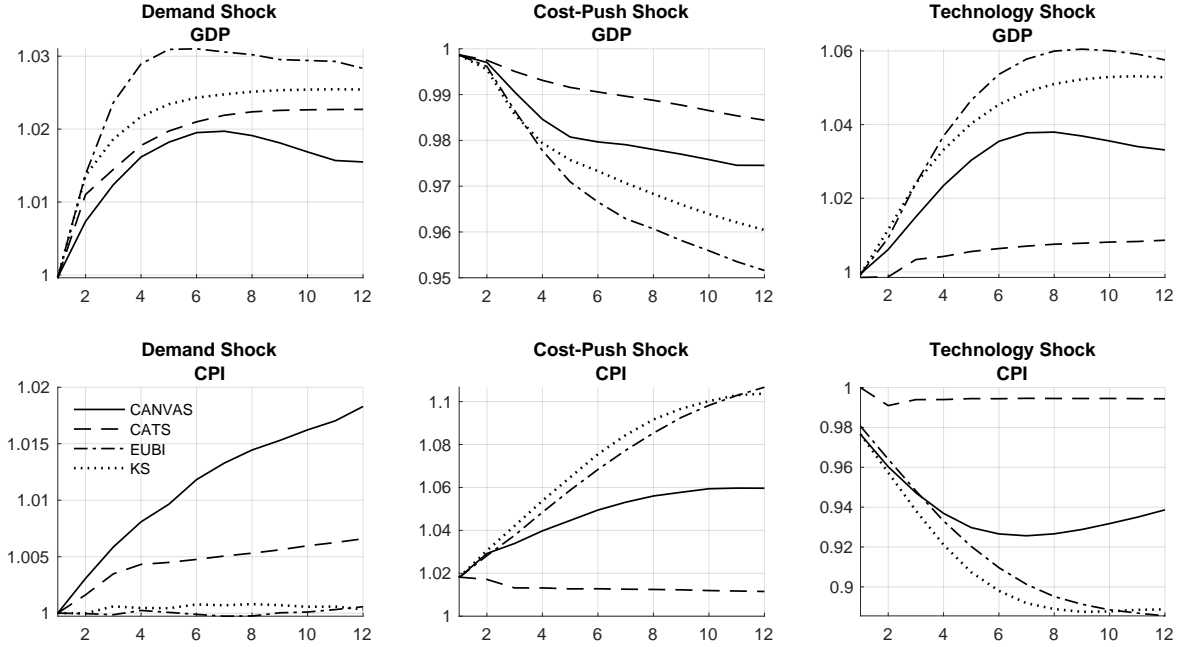 Demand Shock
GDP
1.03
1.02
1.01
1
2 4 6 8 10 12
Cost-Push Shock
GDP
1
0.99
0.98
0.97
0.96
0.95
2 4 6 8 10 12
Technology Shock
GDP
1.06
1.04
1.02
1
2 4 6 8 10 12
Demand Shock
CPI
1.02
1.015
1.01
1.005
1
CANVAS
CATS
EUBI
KS
2 4 6 8 10 12
Cost-Push Shock
CPI
1.1
1.06
1.04
1.02
1
2 4 6 8 10 12
Technology Shock
CPI
1
0.98
0.96
0.94
0.92
0.9
2 4 6 8 10 12